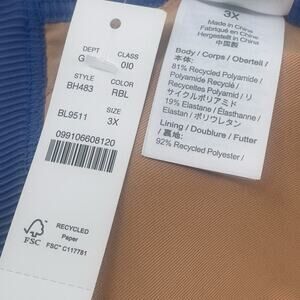 DEPT
CLASS
G
010
STYLE
COLOR
BH483
RBL
SIZE
BL9511
3X
099106608120
FSC
RECYCLED
Paper
FSC® C117781
3X
Made in China
Fabriqué en Chine
Hergestellt in China
中国製
Body / Corps / Oberteil /
本体:
81% Recycled Polyamide /
Polyamide Recyclé /
Recyceltes Polyamid / リ
サイクルポリアミド
19% Elastane / Élasthanne /
Elastan / ポリウレタン
Lining / Doublure / Futter
/ 裏地:
92% Recycled Polyester /